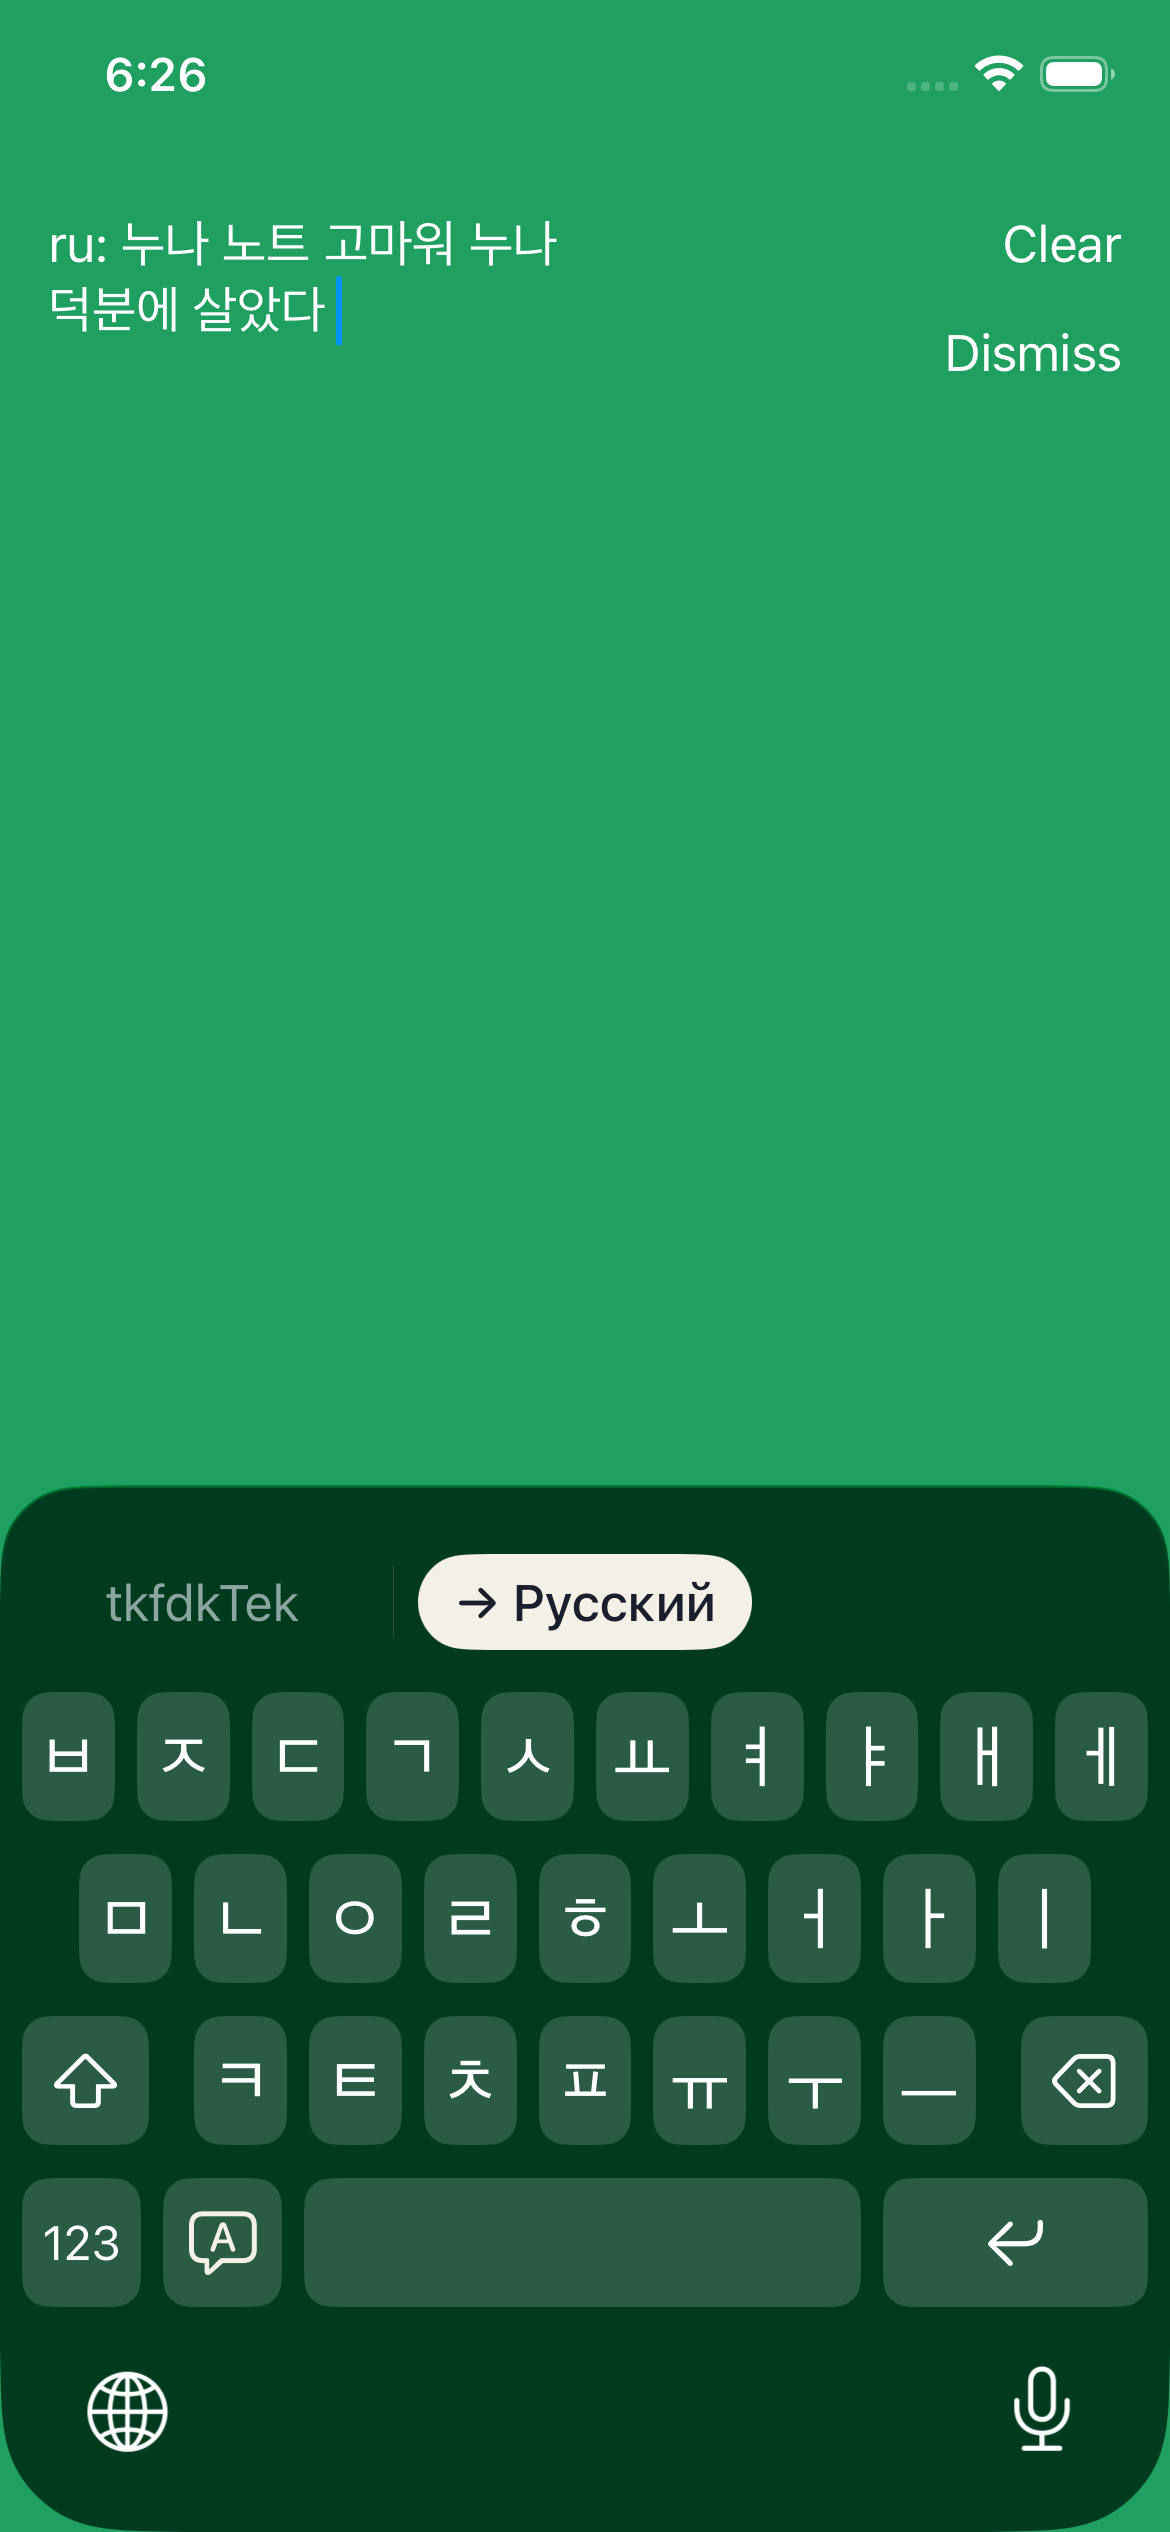 6:26
ru: 누나 노트 고마워 누나
덕분에 살았다
Clear
Dismiss
tkfdkTek
→ Русский
ㅂ ㅈ ㄷ ㄱ ㅅ ㅛ ㅕ ㅑ ㅐ ㅔ
ㅁ ㄴ ㅇ ㄹ ㅎ ㅗ ㅓ ㅏ ㅣ
ㅋ ㅌ ㅊ ㅍ ㅠ ㅜ ㅡ
123 A